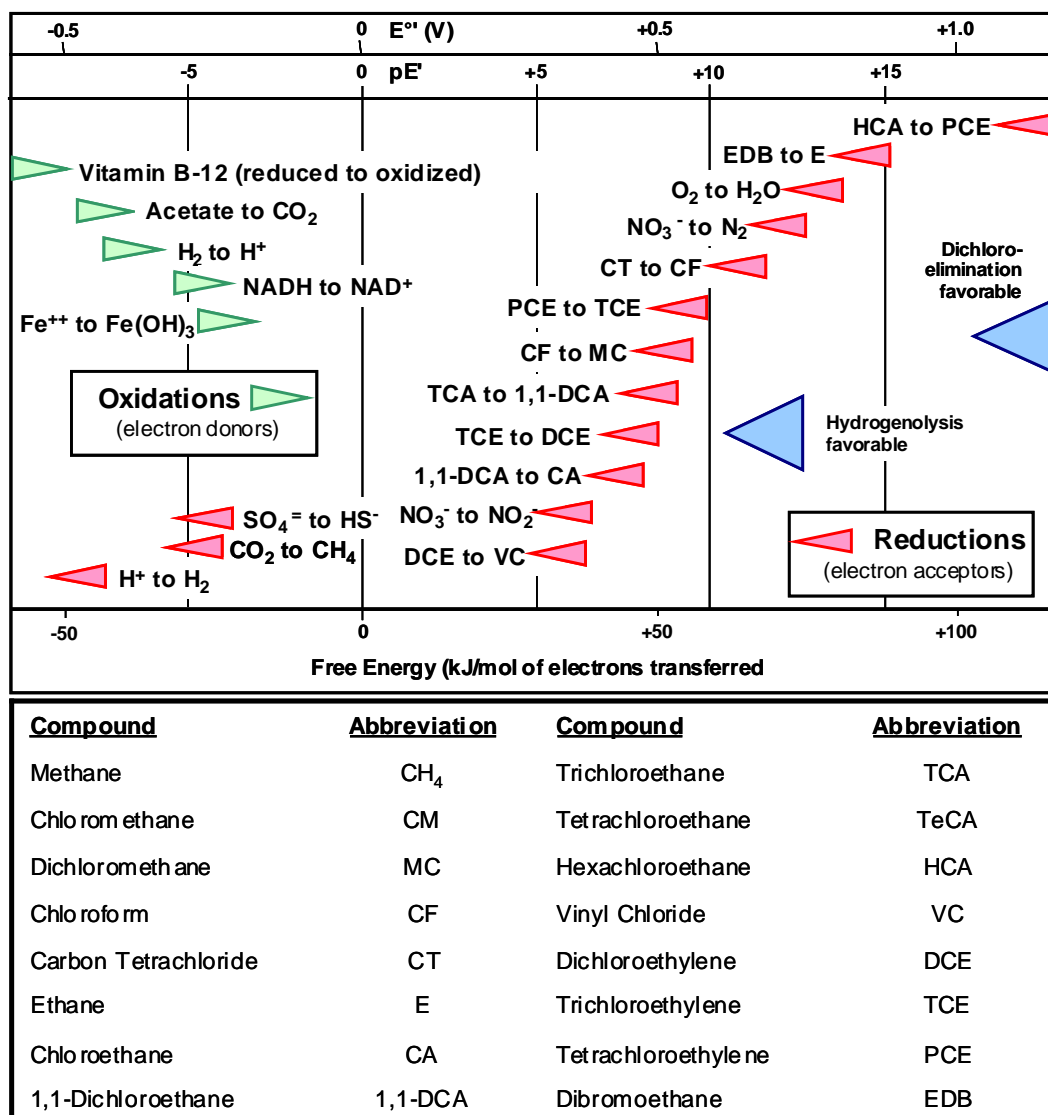 -0.5 0 E°' (V) +0.5 +1.0
-5 0 pE' +5 +10 +15
HCA to PCE
EDB to E
Vitamin B-12 (reduced to oxidized)
O₂ to H₂O
Acetate to CO₂
NO₃⁻ to N₂
H₂ to H⁺
CT to CF
Dichloro-
elimination
favorable
NADH to NAD⁺
PCE to TCE
Fe⁺⁺ to Fe(OH)₃
CF to MC
Oxidations
(electron donors)
TCA to 1,1-DCA
TCE to DCE
Hydrogenolysis
favorable
1,1-DCA to CA
SO₄⁼ to HS⁻
NO₃⁻ to NO₂⁻
CO₂ to CH₄
DCE to VC
H⁺ to H₂
Reductions
(electron acceptors)
-50 0 +50 +100
Free Energy (kJ/mol of electrons transferred
Compound Abbreviation Compound Abbreviation
Methane CH₄ Trichloroethane TCA
Chloromethane CM Tetrachloroethane TeCA
Dichloromethane MC Hexachloroethane HCA
Chloroform CF Vinyl Chloride VC
Carbon Tetrachloride CT Dichloroethylene DCE
Ethane E Trichloroethylene TCE
Chloroethane CA Tetrachloroethylene PCE
1,1-Dichloroethane 1,1-DCA Dibromoethane EDB